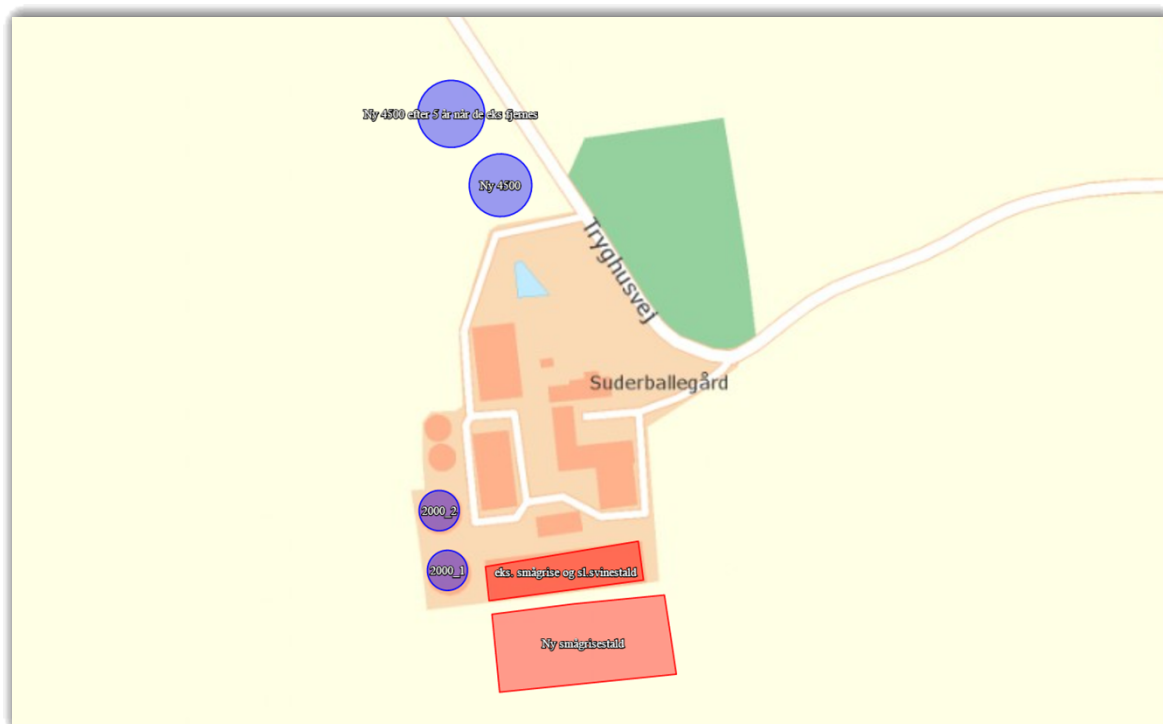 Ny 4500 efter 5 år når de eks fjernes
Ny 4500
Tryghusvej
Suderballegård
2000_2
2000_1
eks. smågrise og sl.svinestald
Ny smågrisestald